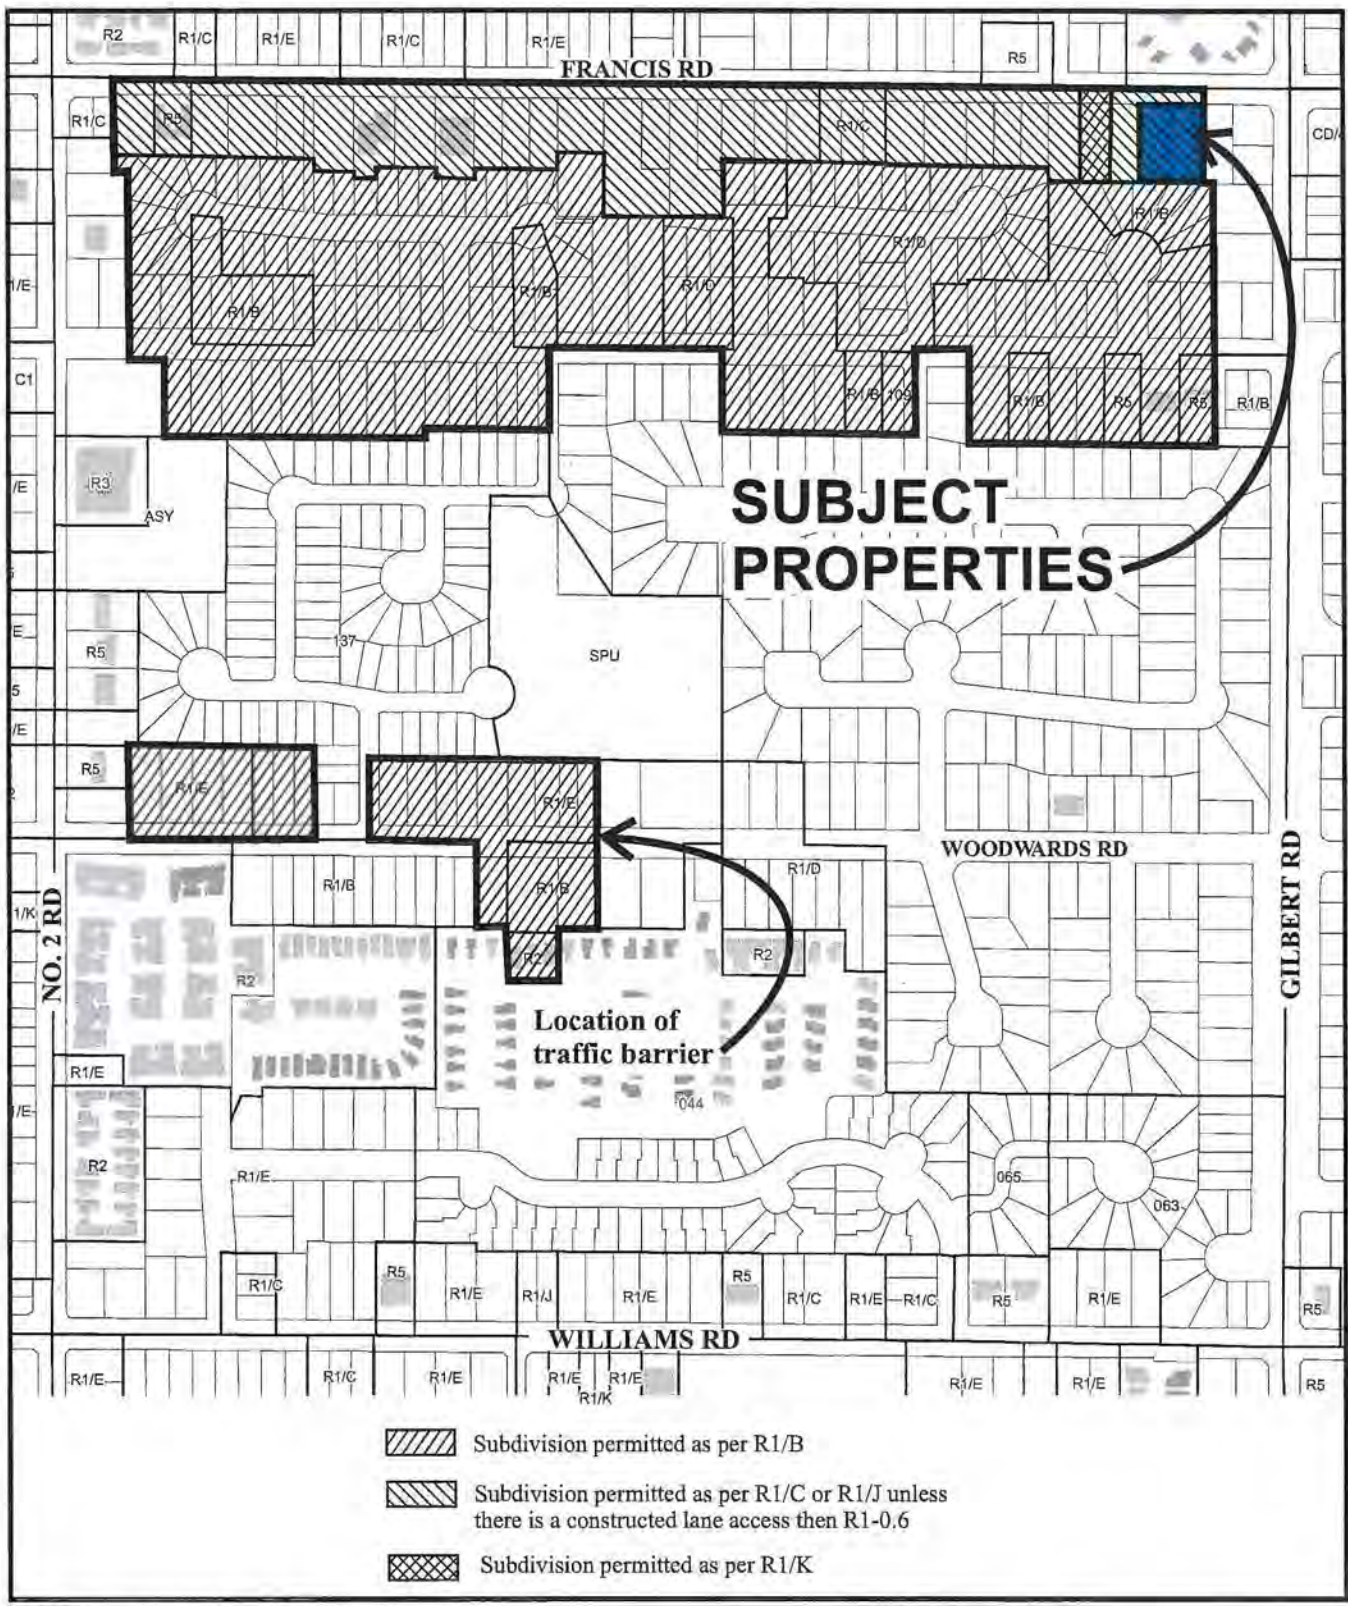 R2
R1/C
R1/E
R1/C
R1/E
R5
FRANCIS RD
R1/C
R5
R1/C
CD/
R1/B
R1/D
/E
R1/B
R1/B
R1/D
C1
R1/B
109
R1/B
R5
R5
R1/B
R3
/E
ASY
SUBJECT
PROPERTIES
137
E
R5
SPU
5
/E
R5
R1/E
R1/E
WOODWARDS RD
GILBERT RD
R1/B
R1/B
R1/D
1/K
NO. 2 RD
R2
R2
R2
Location of
traffic barrier
R1/E
044
1/E
R2
R1/E
065
063
R1/C
R5
R1/E
R1/J
R1/E
R5
R1/C
R1/E
R1/C
R5
R1/E
R5
WILLIAMS RD
R1/E
R1/C
R1/E
R1/E
R1/E
R1/K
R1/E
R1/E
R5
Subdivision permitted as per R1/B
Subdivision permitted as per R1/C or R1/J unless
there is a constructed lane access then R1-0.6
Subdivision permitted as per R1/K